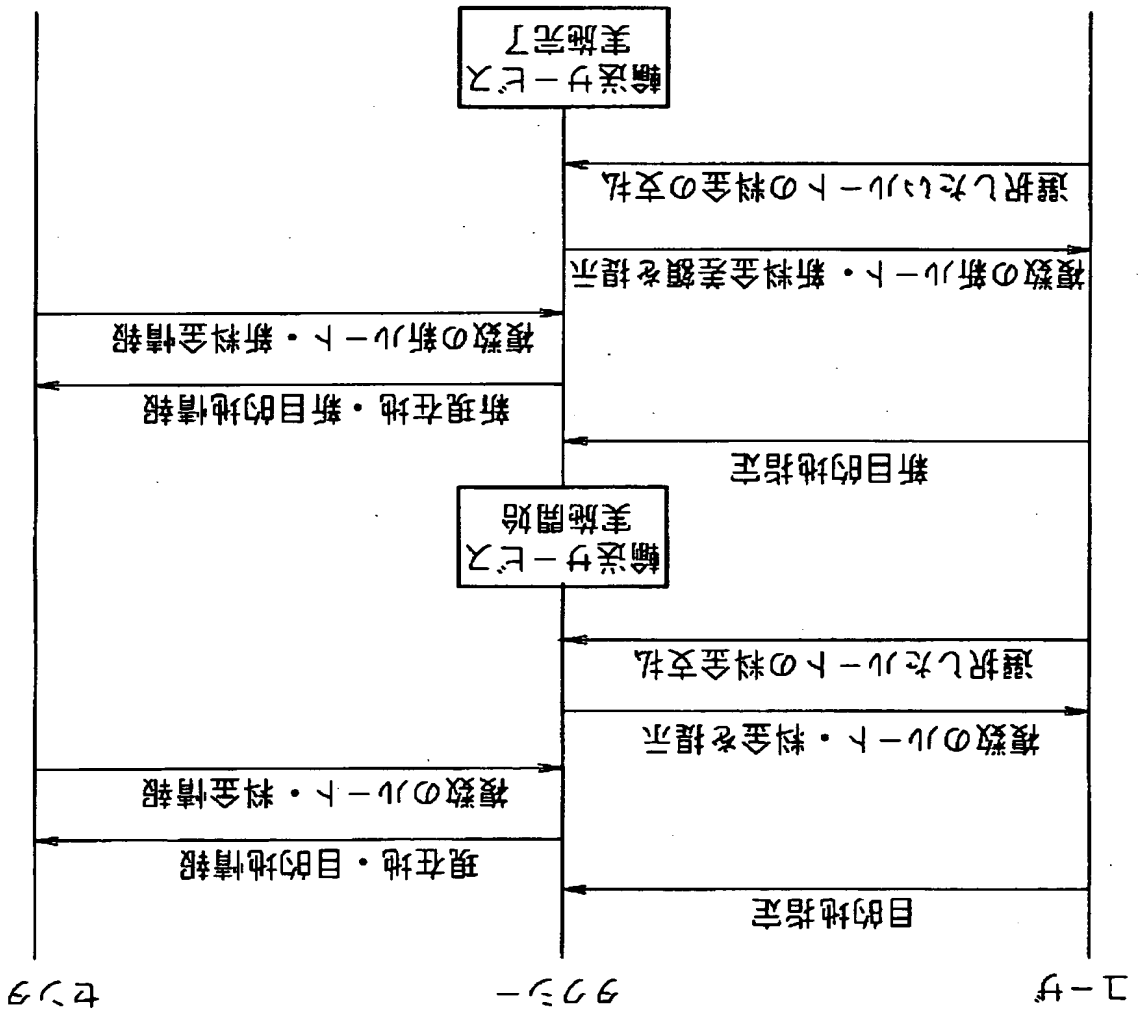 ユーザ
タクシー
センタ
目的地指定
現在地・目的地情報
複数のルート・料金情報
複数のルート・料金を提示
選択したルートの料金支払
輸送サービス
実施開始
新目的地指定
新現在地・新目的地情報
複数の新ルート・新料金情報
複数の新ルート・新料金差額を提示
選択したいルートの料金の支払
輸送サービス
実施完了